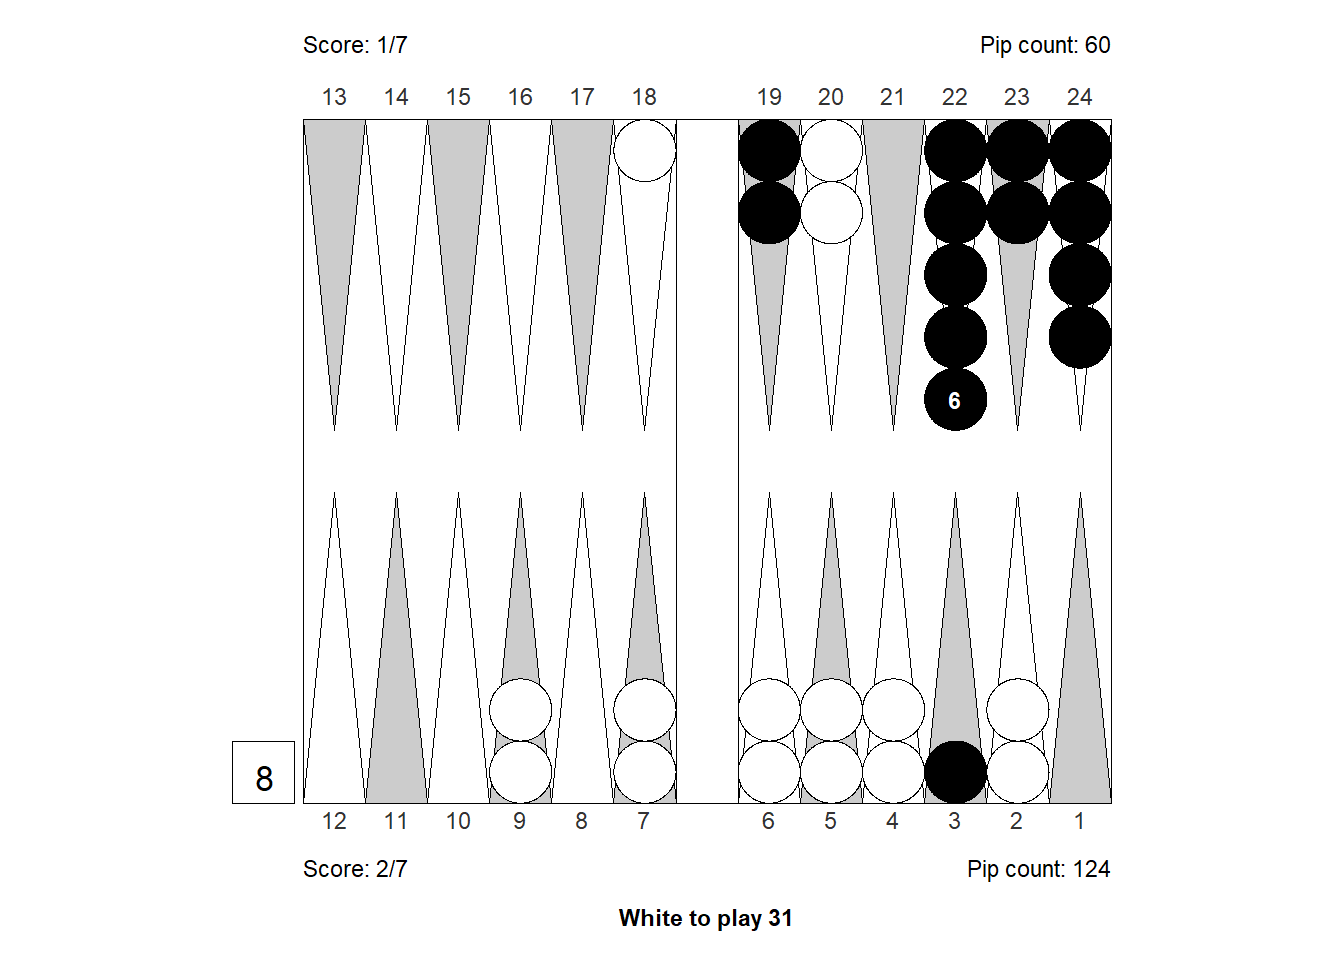 Score: 1/7 Pip count: 60
13 14 15 16 17 18 19 20 21 22 23 24
6
8
12 11 10 9 8 7 6 5 4 3 2 1
Score: 2/7 Pip count: 124
White to play 31